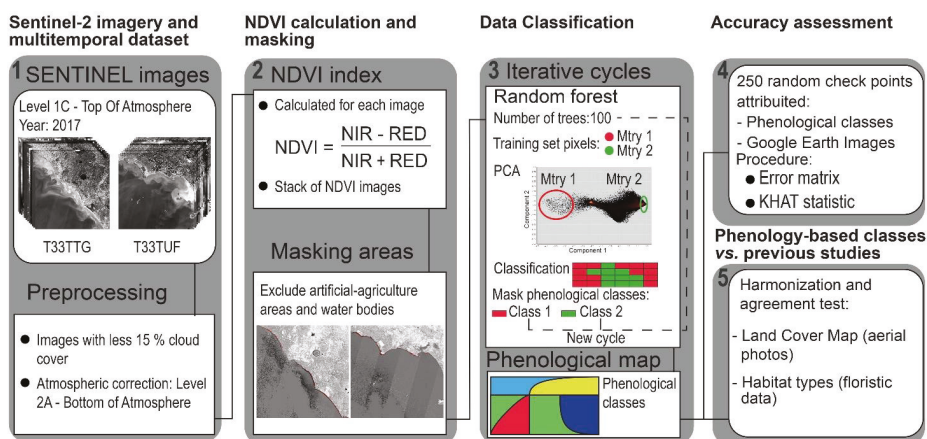 Sentinel-2 imagery and
multitemporal dataset
1 SENTINEL images
Level 1C - Top Of Atmosphere
Year: 2017
T33TTG
T33TUF
Preprocessing
Images with less 15 % cloud
cover
Atmospheric correction: Level
2A - Bottom of Atmosphere
NDVI calculation and
masking
2 NDVI index
Calculated for each image
NDVI = NIR - RED
NIR + RED
Stack of NDVI images
Masking areas
Exclude artificial-agriculture
areas and water bodies
Data Classification
3 Iterative cycles
Random forest
Number of trees:100
Training set pixels: Mtry 1
Mtry 2
PCA
Mtry 1 Mtry 2
Component 2
Component 1
Classification
Mask phenological classes:
Class 1 Class 2
New cycle
Phenological map
Phenological
classes
Accuracy assessment
4
250 random check points
attribuited:
- Phenological classes
- Google Earth Images
Procedure:
Error matrix
KHAT statistic
Phenology-based classes
vs. previous studies
5
Harmonization and
agreement test:
- Land Cover Map (aerial
photos)
- Habitat types (floristic
data)